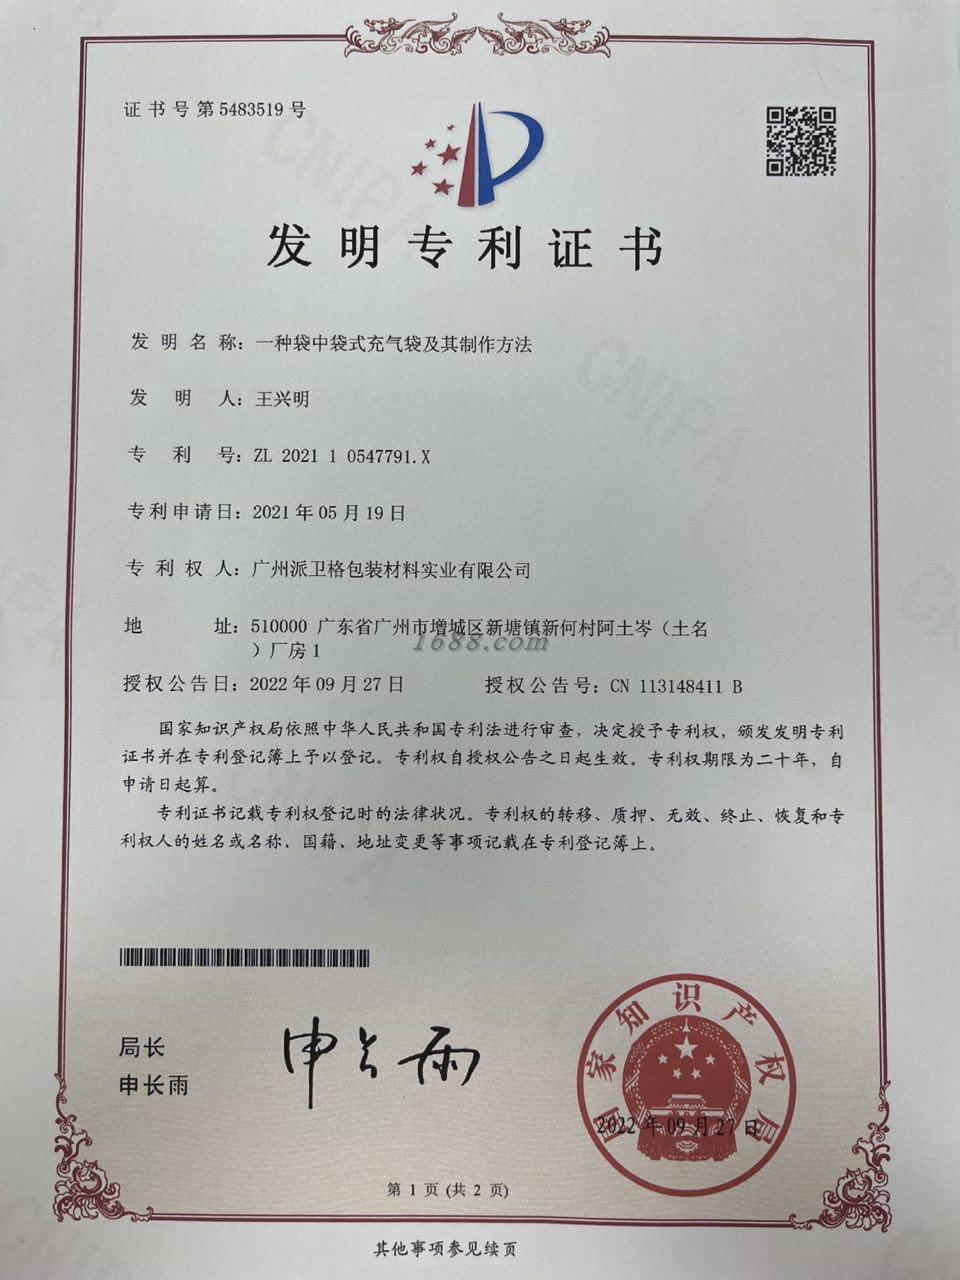 证书号第5483519号
发明专利证书
发明名称：一种袋中袋式充气袋及其制作方法
发明人：王兴明
专利号：ZL 2021 1 0547791.X
专利申请日：2021年05月19日
专利权人：广州派卫格包装材料实业有限公司
地址：510000 广东省广州市增城区新塘镇新何村阿土岑（土名
）厂房1
1688.com
授权公告日：2022年09月27日 授权公告号：CN 113148411 B
国家知识产权局依照中华人民共和国专利法进行审查，决定授予专利权，颁发发明专利
证书并在专利登记簿上予以登记。专利权自授权公告之日起生效。专利权期限为二十年，自
申请日起算。
专利证书记载专利权登记时的法律状况。专利权的转移、质押、无效、终止、恢复和专
利权人的姓名或名称、国籍、地址变更等事项记载在专利登记簿上。
局长
申长雨
申长雨
国家知识产权局
2022年09月27日
第 1 页 (共 2 页)
其他事项参见续页
CNIPA
CNIPA